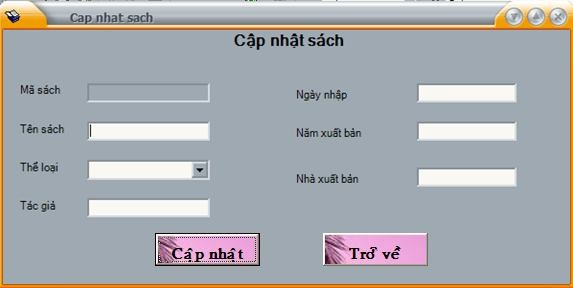 Cap nhat sach
Cập nhật sách
Mã sách
Tên sách
Thể loại
Tác giả
Ngày nhập
Năm xuất bản
Nhà xuất bản
Cập nhật
Trở về